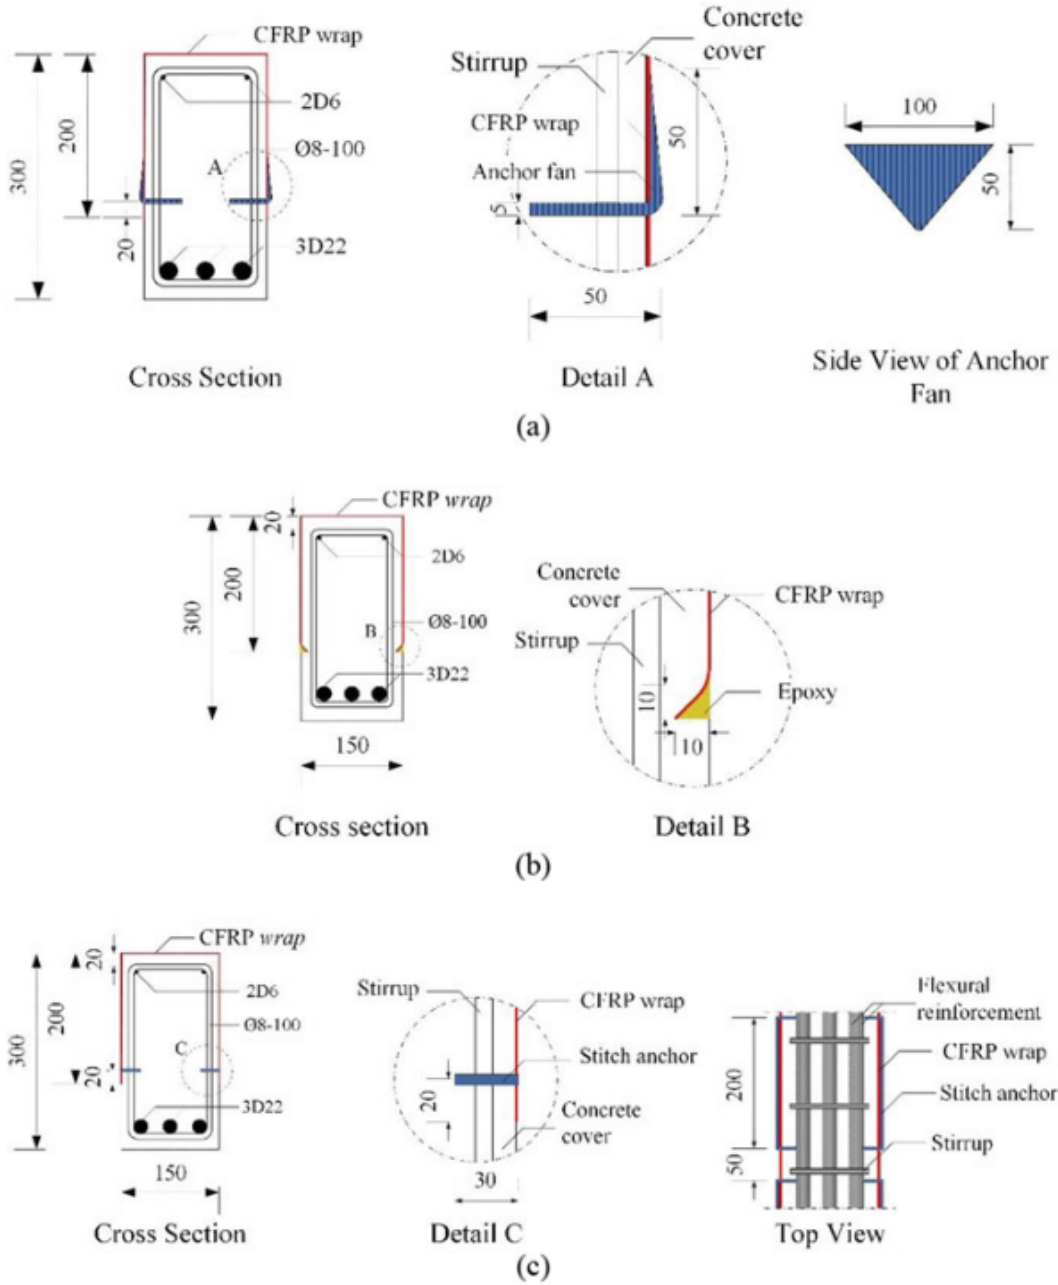 CFRP wrap
2D6
Ø8-100
A
3D22
300
200
20
Cross Section
Concrete
cover
Stirrup
CFRP wrap
Anchor fan
5
50
50
Detail A
100
50
Side View of Anchor
Fan
(a)
CFRP wrap
20
2D6
200
300
Ø8-100
B
3D22
150
Cross section
Concrete
cover
CFRP wrap
Stirrup
Epoxy
10
10
Detail B
(b)
CFRP wrap
20
2D6
200
Ø8-100
300
C
20
3D22
150
Cross Section
Stirrup
CFRP wrap
Stitch anchor
20
Concrete
cover
30
Detail C
Flexural
reinforcement
CFRP wrap
200
Stitch anchor
Stirrup
50
Top View
(c)